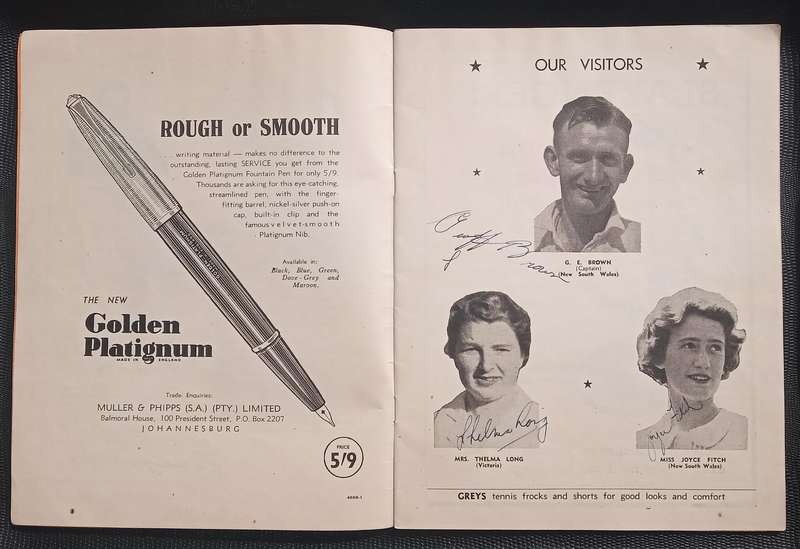 ROUGH or SMOOTH
writing material — makes no difference to the
outstanding, lasting SERVICE you get from the
Golden Platignum Fountain Pen for only 5/9.
Thousands are asking for this eye-catching,
streamlined pen, with the finger-
fitting barrel, nickel-silver push-on
cap, built-in clip and the
famous velvet-smooth
Platignum Nib.
Available in:
Black, Blue, Green,
Dove-Grey and
Maroon.
THE NEW
Golden
Platignum
MADE IN ENGLAND
Trade Enquiries:
MULLER & PHIPPS (S.A.) (PTY.) LIMITED
Balmoral House, 100 President Street, P.O. Box 2207
JOHANNESBURG
PRICE
5/9
OUR VISITORS
Geoff Brown
G. E. BROWN
(Captain)
(New South Wales)
Thelma Long
MRS. THELMA LONG
(Victoria)
Joyce Fitch
MISS JOYCE FITCH
(New South Wales)
GREYS tennis frocks and shorts for good looks and comfort